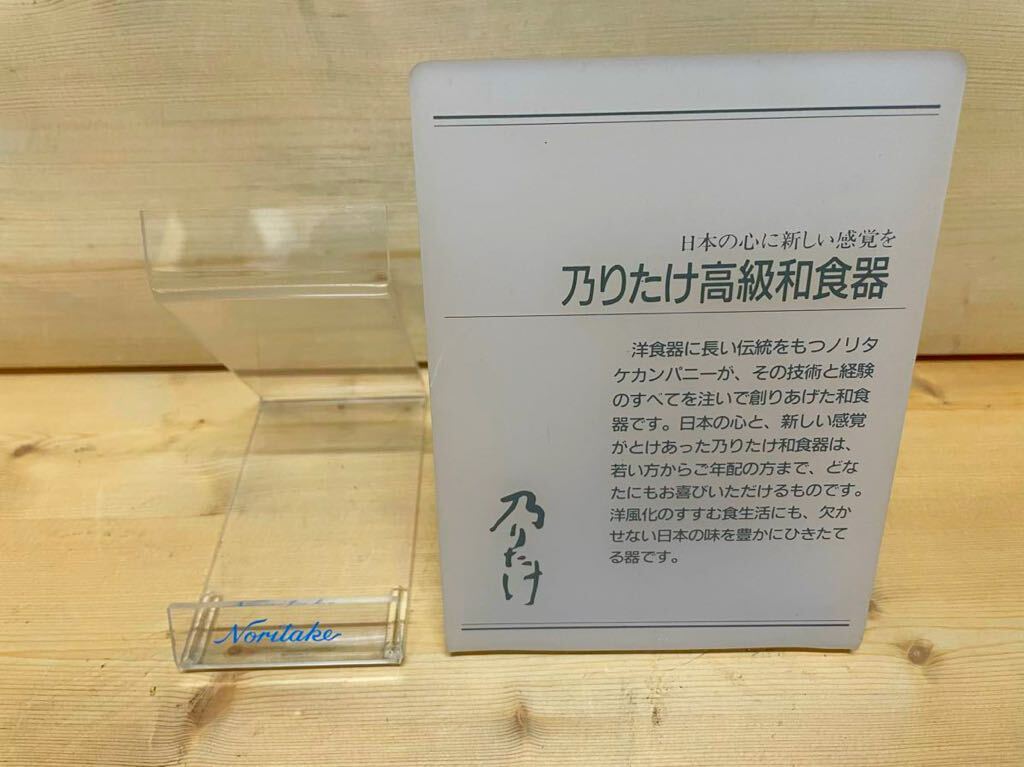 日本の心に新しい感覚を
乃りたけ高級和食器
洋食器に長い伝統をもつノリタ
ケカンパニーが、その技術と経験
のすべてを注いで創りあげた和食
器です。日本の心と、新しい感覚
がとけあった乃りたけ和食器は、
若い方からご年配の方まで、どな
たにもお喜びいただけるものです。
洋風化のすすむ食生活にも、欠か
せない日本の味を豊かにひきたて
る器です。
乃りたけ
Noritake